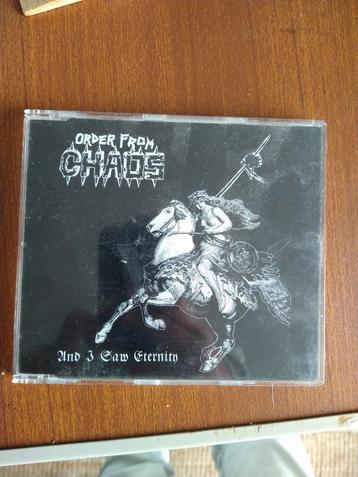 ORDER FROM
CHAOS
And I Saw Eternity